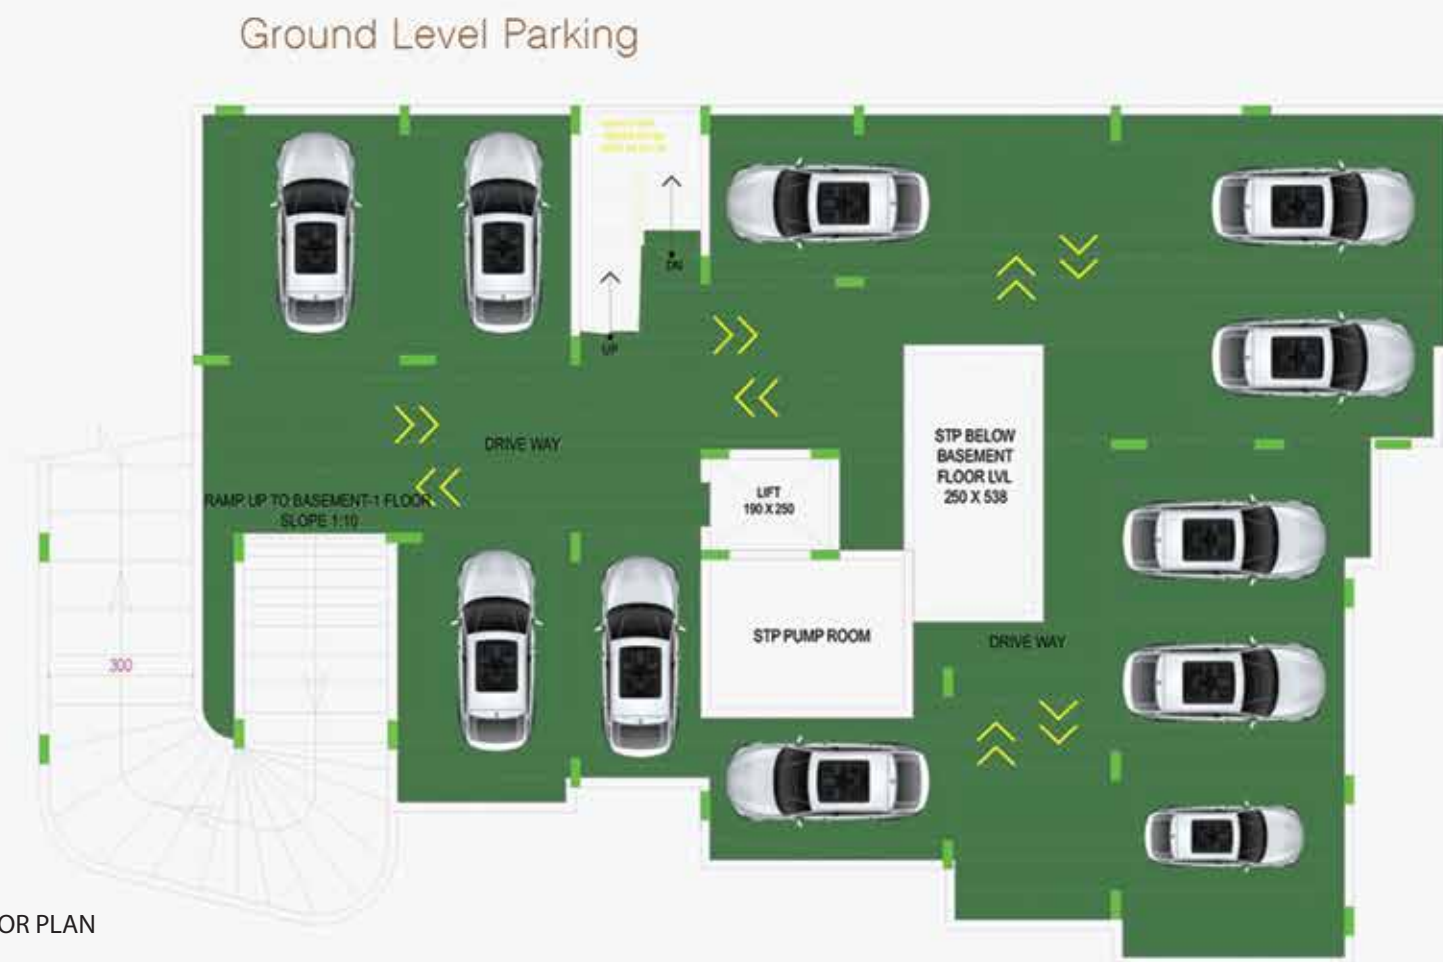 Ground Level Parking
DN
UP
DRIVE WAY
RAMP UP TO BASEMENT-1 FLOOR
SLOPE 1:10
LIFT
190 X 250
STP BELOW
BASEMENT
FLOOR LVL
250 X 538
STP PUMP ROOM
DRIVE WAY
300
OR PLAN